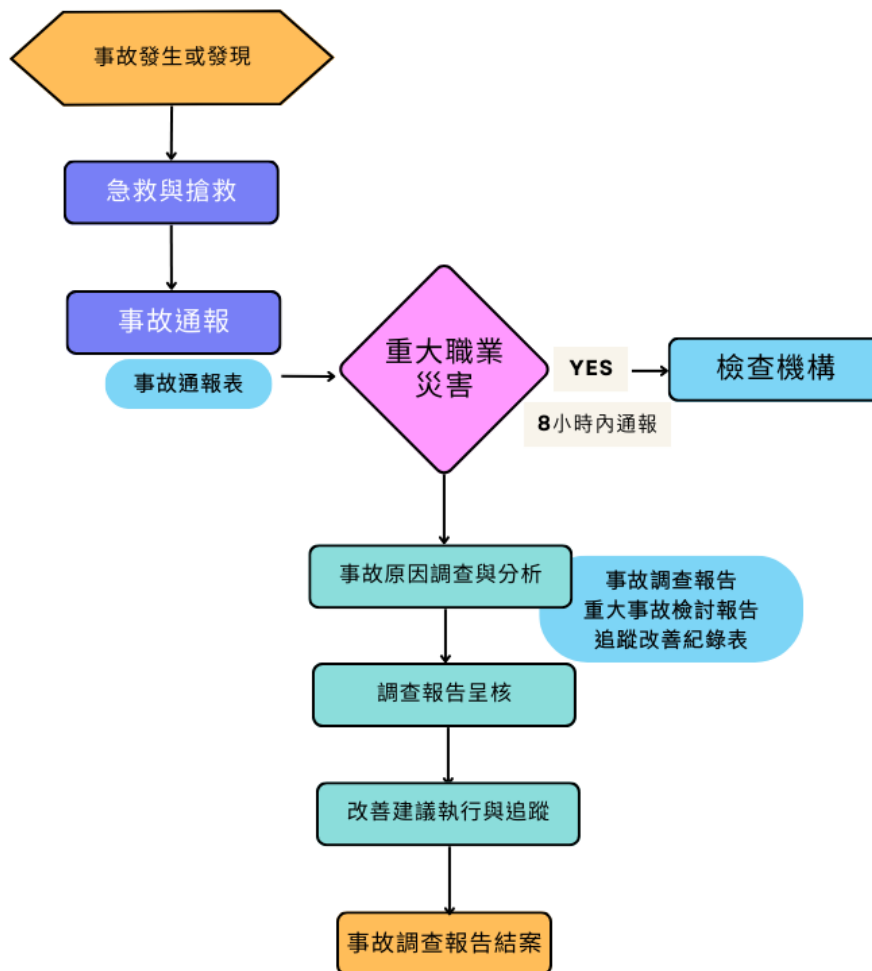 事故發生或發現
急救與搶救
事故通報
事故通報表
重大職業
災害
YES
8小時內通報
檢查機構
事故原因調查與分析
事故調查報告
重大事故檢討報告
追蹤改善紀錄表
調查報告呈核
改善建議執行與追蹤
事故調查報告結案